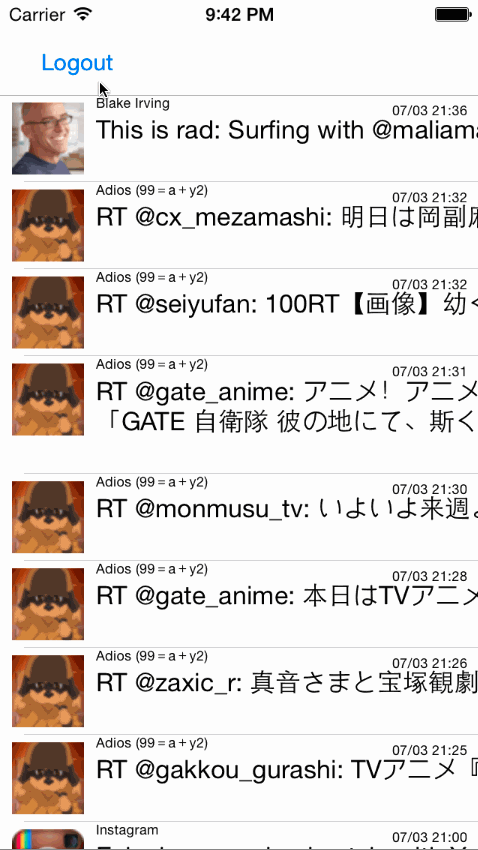 Carrier 9:42 PM
Logout
Blake Irving
07/03 21:36
This is rad: Surfing with @maliama
Adios (99=a+y2)
07/03 21:32
RT @cx_mezamashi: 明日は岡副麻
Adios (99=a+y2)
07/03 21:32
RT @seiyufan: 100RT【画像】幼く
Adios (99=a+y2)
07/03 21:31
RT @gate_anime: アニメ！アニメ
「GATE 自衛隊 彼の地にて、斯く
Adios (99=a+y2)
07/03 21:30
RT @monmusu_tv: いよいよ来週よ
Adios (99=a+y2)
07/03 21:28
RT @gate_anime: 本日はTVアニメ
Adios (99=a+y2)
07/03 21:26
RT @zaxic_r: 真音さまと宝塚観劇
Adios (99=a+y2)
07/03 21:25
RT @gakkou_gurashi: TVアニメ『
Instagram
07/03 21:00